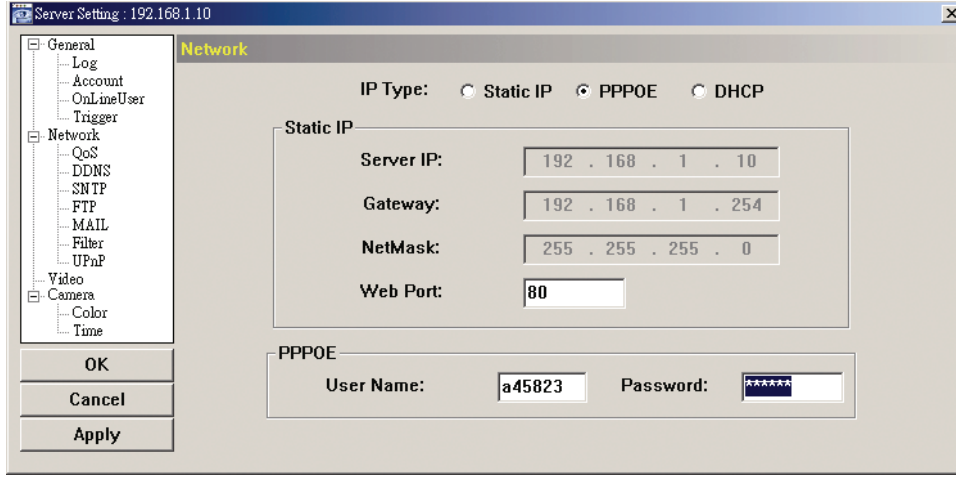 Server Setting : 192.168.1.10
General
Log
Account
OnLineUser
Trigger
Network
QoS
DDNS
SNTP
FTP
MAIL
Filter
UPnP
Video
Camera
Color
Time
OK
Cancel
Apply
Network
IP Type: Static IP PPPOE DHCP
Static IP
Server IP: 192 . 168 . 1 . 10
Gateway: 192 . 168 . 1 . 254
NetMask: 255 . 255 . 255 . 0
Web Port: 80
PPPOE
User Name: a45823 Password: ******